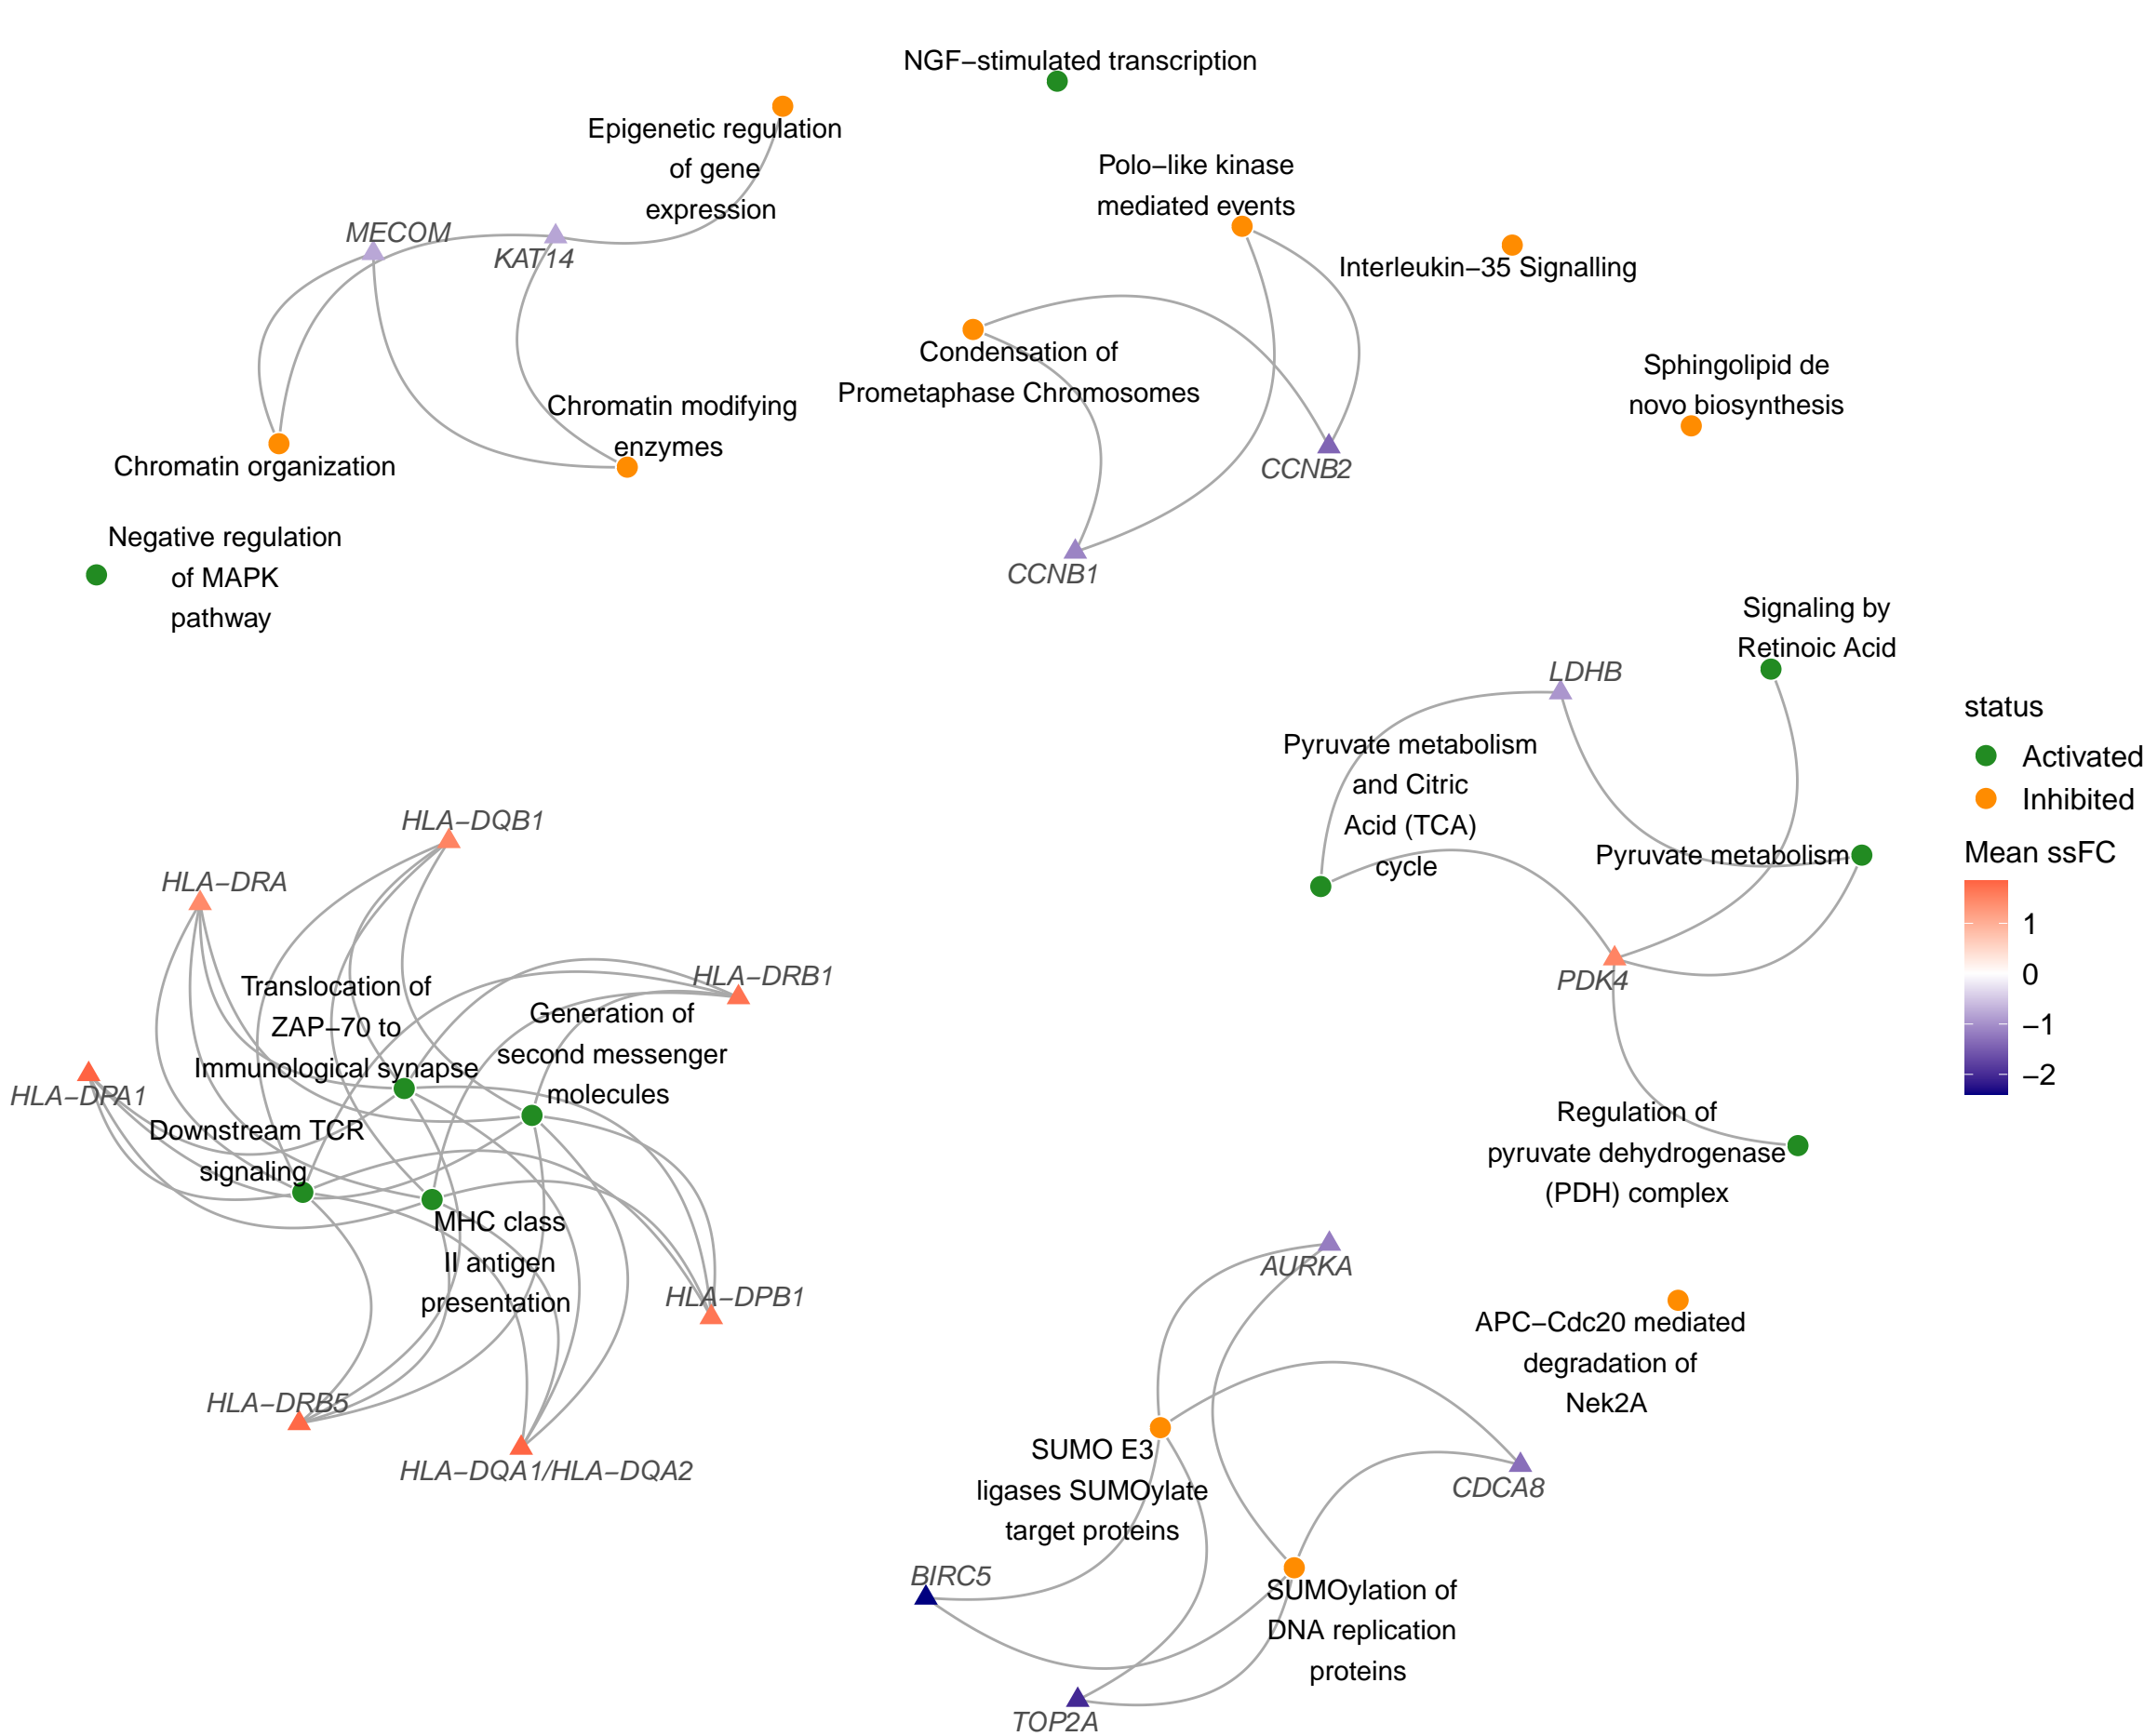 NGF−stimulated transcription
Epigenetic regulation
of gene
expression
Polo−like kinase
mediated events
MECOM
KAT14
Interleukin−35 Signalling
Condensation of
Prometaphase Chromosomes
Sphingolipid de
novo biosynthesis
Chromatin modifying
enzymes
Chromatin organization
CCNB2
CCNB1
Negative regulation
of MAPK
pathway
Signaling by
Retinoic Acid
LDHB
Pyruvate metabolism
and Citric
Acid (TCA)
cycle
Pyruvate metabolism
PDK4
Regulation of
pyruvate dehydrogenase
(PDH) complex
status
Activated
Inhibited
Mean ssFC
1
0
−1
−2
HLA−DQB1
HLA−DRA
HLA−DRB1
Translocation of
ZAP−70 to
Immunological synapse
Generation of
second messenger
molecules
HLA−DPA1
Downstream TCR
signaling
MHC class
II antigen
presentation
HLA−DPB1
HLA−DRB5
HLA−DQA1/HLA−DQA2
AURKA
APC−Cdc20 mediated
degradation of
Nek2A
SUMO E3
ligases SUMOylate
target proteins
CDCA8
BIRC5
SUMOylation of
DNA replication
proteins
TOP2A